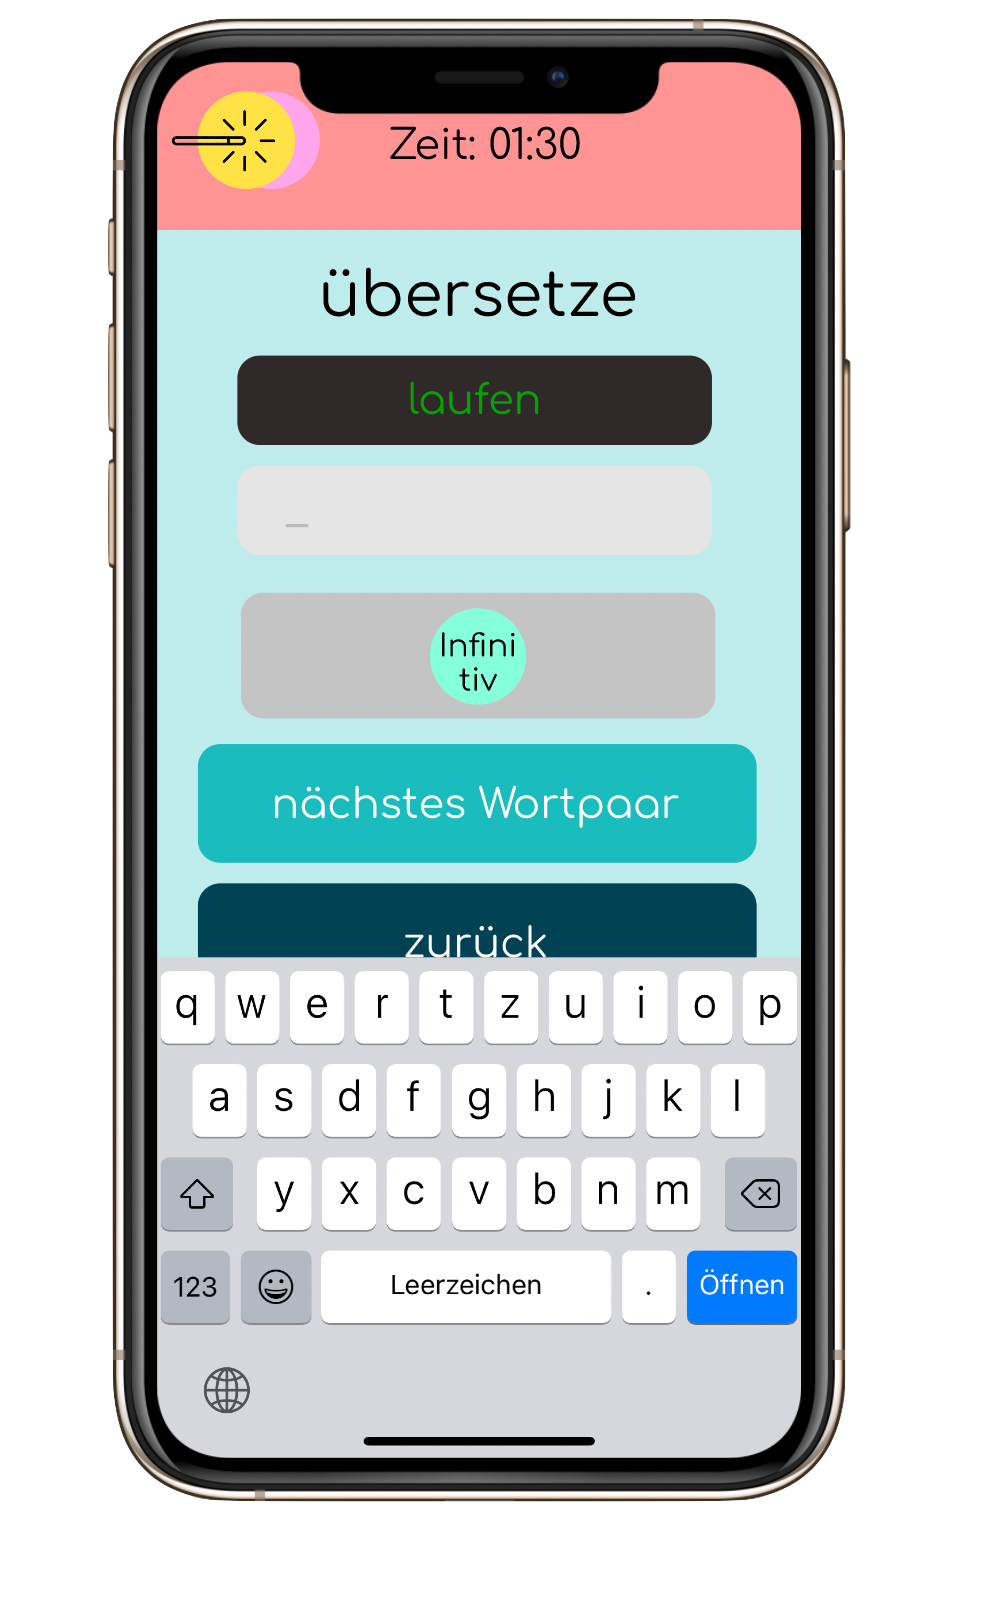 Zeit: 01:30
übersetze
laufen
_
Infini
tiv
nächstes Wortpaar
zurück
q w e r t z u i o p
a s d f g h j k l
y x c v b n m
123 Leerzeichen . Öffnen